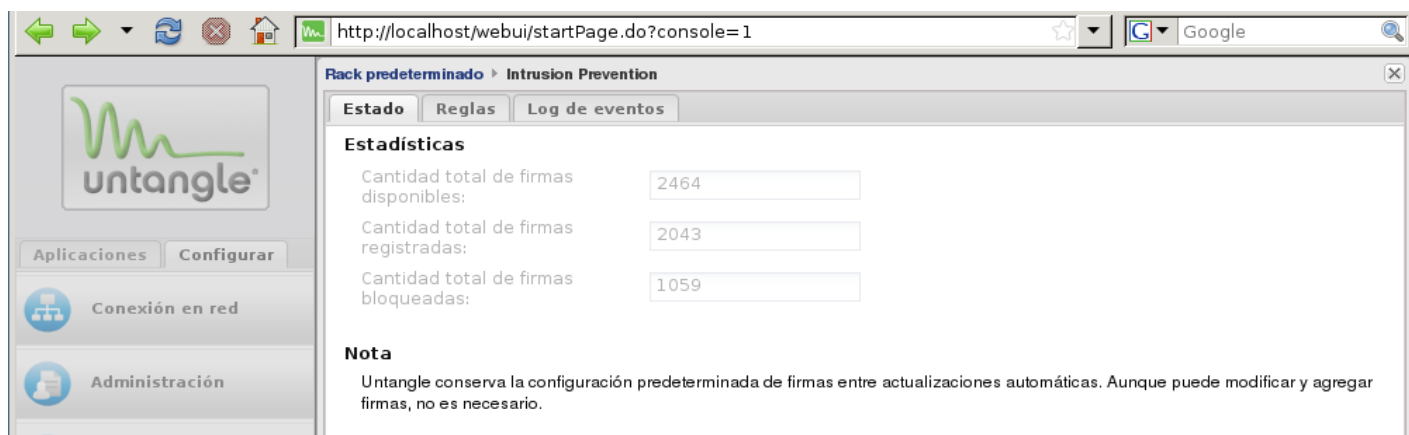 http://localhost/webui/startPage.do?console=1
Google
untangle
Rack predeterminado Intrusion Prevention
Estado Reglas Log de eventos
Estadísticas
Cantidad total de firmas
disponibles:
2464
Cantidad total de firmas
registradas:
2043
Cantidad total de firmas
bloqueadas:
1059
Nota
Untangle conserva la configuración predeterminada de firmas entre actualizaciones automáticas. Aunque puede modificar y agregar
firmas, no es necesario.
Aplicaciones Configurar
Conexión en red
Administración